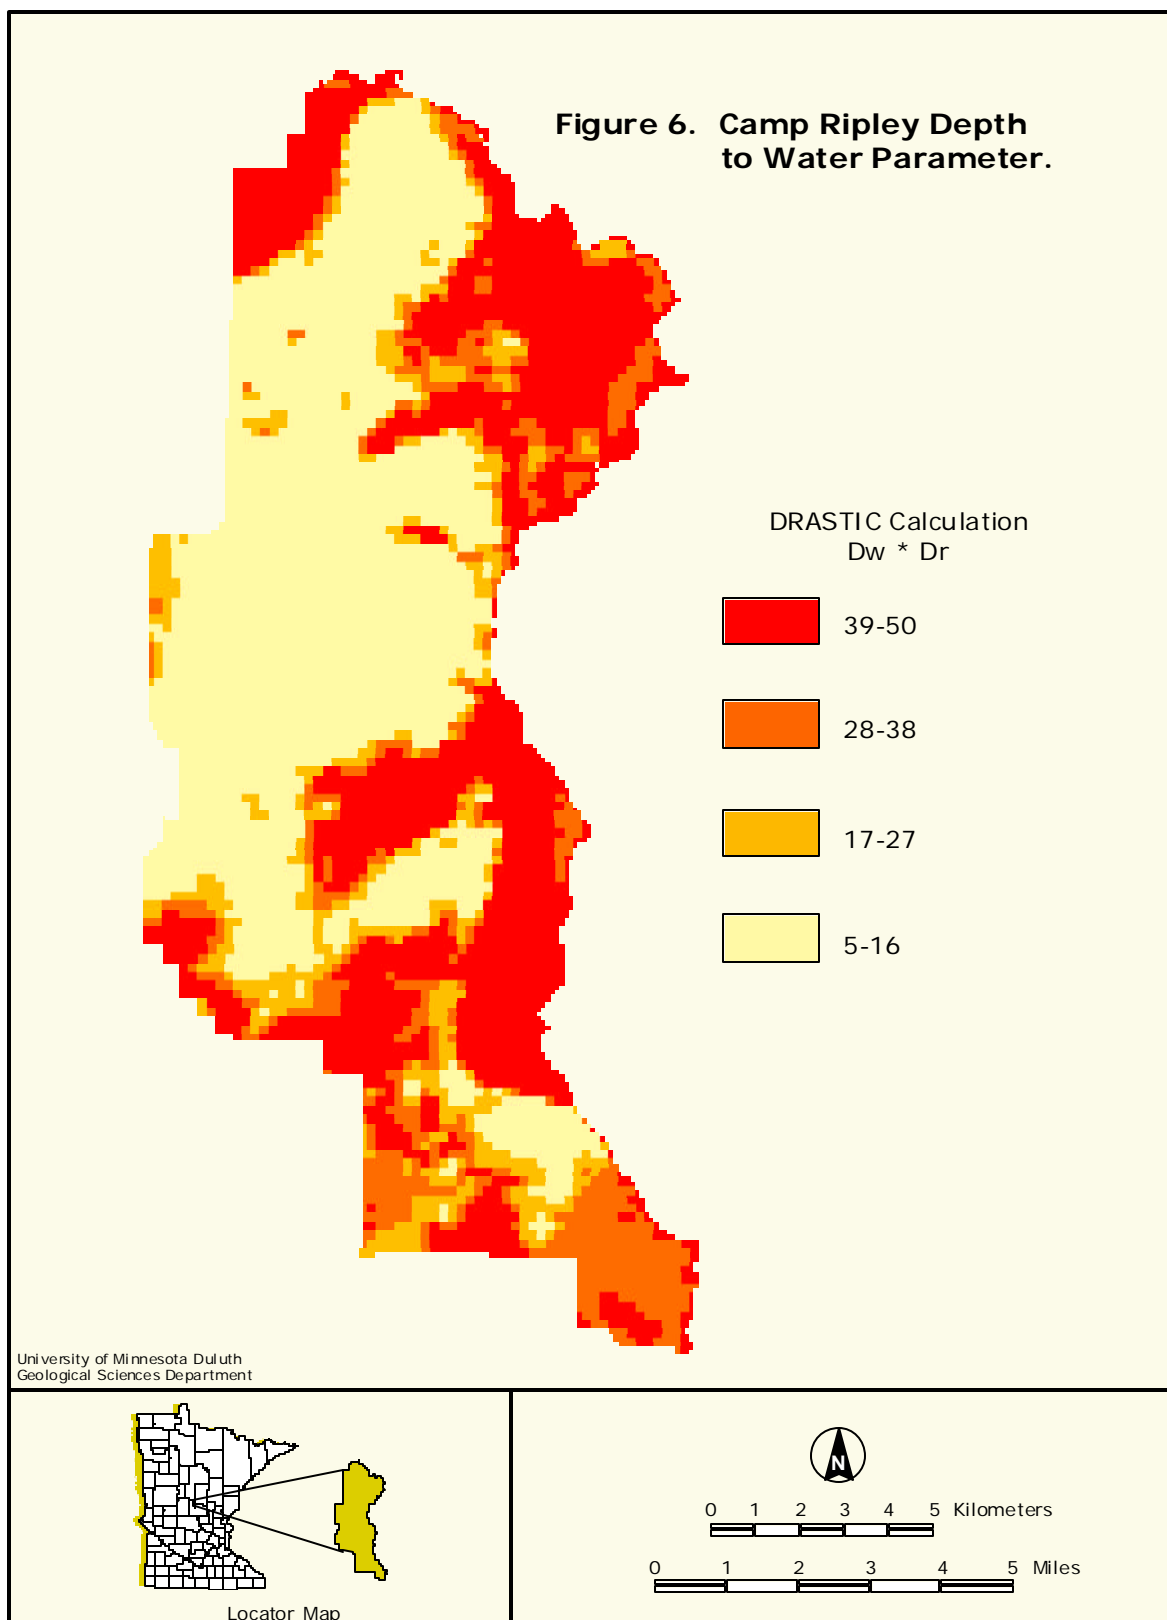 Figure 6. Camp Ripley Depth
to Water Parameter.
DRASTIC Calculation
Dw * Dr
39-50
28-38
17-27
5-16
University of Minnesota Duluth
Geological Sciences Department
Locator Map
N
0 1 2 3 4 5 Kilometers
0 1 2 3 4 5 Miles